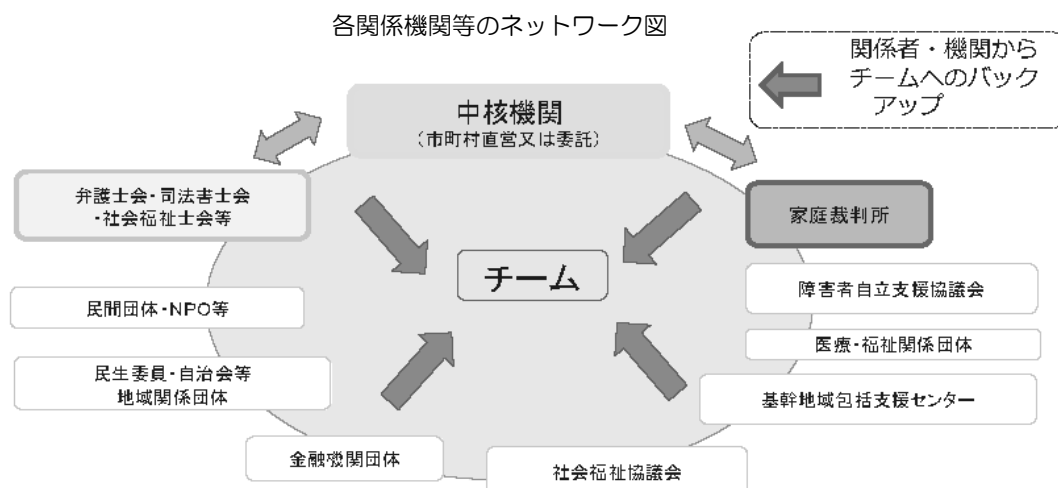 各関係機関等のネットワーク図
関係者・機関から
チームへのバック
アップ
中核機関
（市町村直営又は委託）
弁護士会・司法書士会
・社会福祉士会等
家庭裁判所
チーム
障害者自立支援協議会
民間団体・NPO等
医療・福祉関係団体
民生委員・自治会等
地域関係団体
基幹地域包括支援センター
金融機関団体
社会福祉協議会